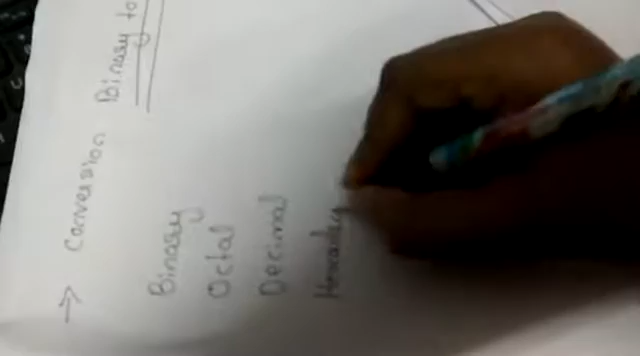 → Conversion Binary to
Binary
Octal
Decimal